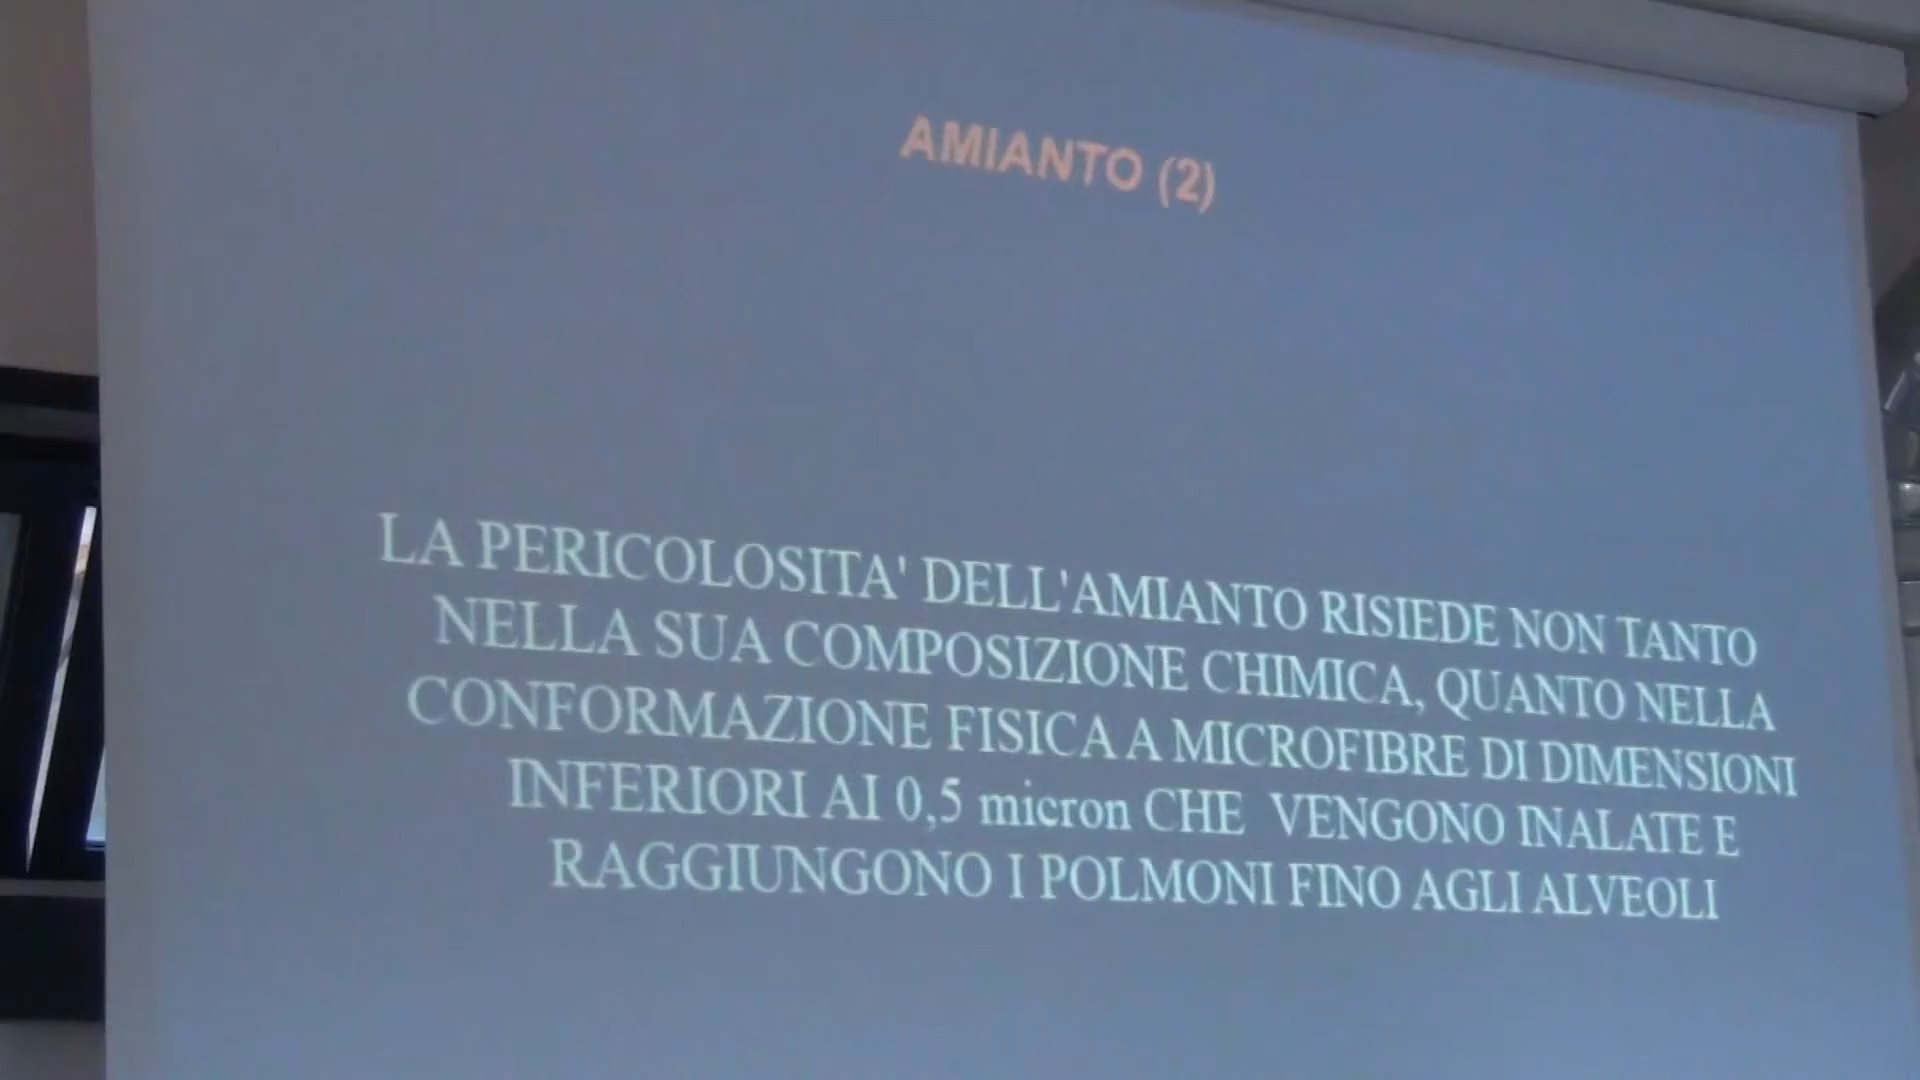 AMIANTO (2)
LA PERICOLOSITA' DELL'AMIANTO RISIEDE NON TANTO
NELLA SUA COMPOSIZIONE CHIMICA, QUANTO NELLA
CONFORMAZIONE FISICA A MICROFIBRE DI DIMENSIONI
INFERIORI AI 0,5 micron CHE VENGONO INALATE E
RAGGIUNGONO I POLMONI FINO AGLI ALVEOLI